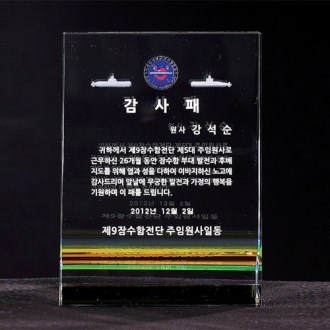 감 사 패
원사 강석순
귀하께서 제9잠수함전단 제5대 주임원사로
근무하신 26개월 동안 잠수함 부대 발전과 후배
지도를 위해 열과 성을 다하여 이바지하신 노고에
감사드리며 앞날에 무궁한 발전과 가정의 행복을
기원하며 이 패를 드립니다.
2012년 12월 2일
제9잠수함전단 주임원사일동